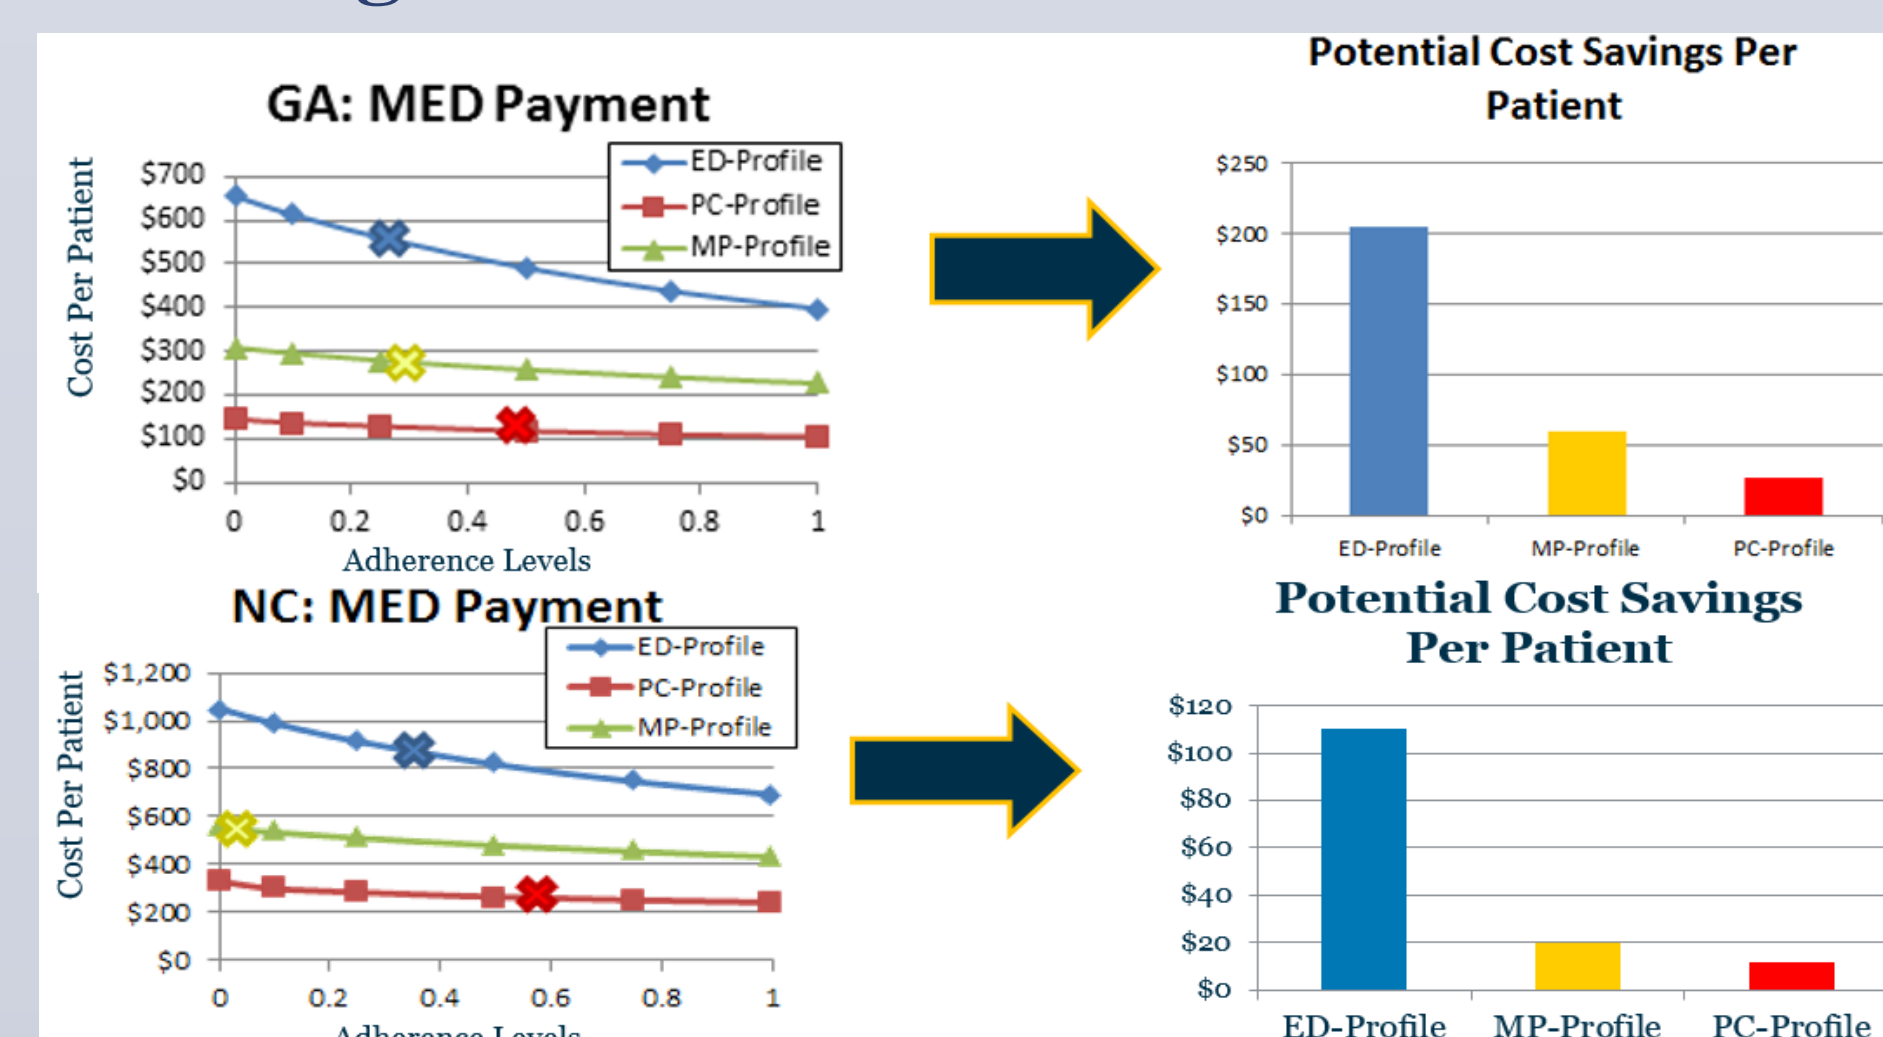 GA: MED Payment
Cost Per Patient
$700
$600
$500
$400
$300
$200
$100
$0
0 0.2 0.4 0.6 0.8 1
Adherence Levels
ED-Profile
PC-Profile
MP-Profile
Potential Cost Savings Per
Patient
$250
$200
$150
$100
$50
$0
ED-Profile MP-Profile PC-Profile
NC: MED Payment
Cost Per Patient
$1,200
$1,000
$800
$600
$400
$200
$0
0 0.2 0.4 0.6 0.8 1
Adherence Levels
ED-Profile
PC-Profile
MP-Profile
Potential Cost Savings
Per Patient
$120
$100
$80
$60
$40
$20
$0
ED-Profile MP-Profile PC-Profile